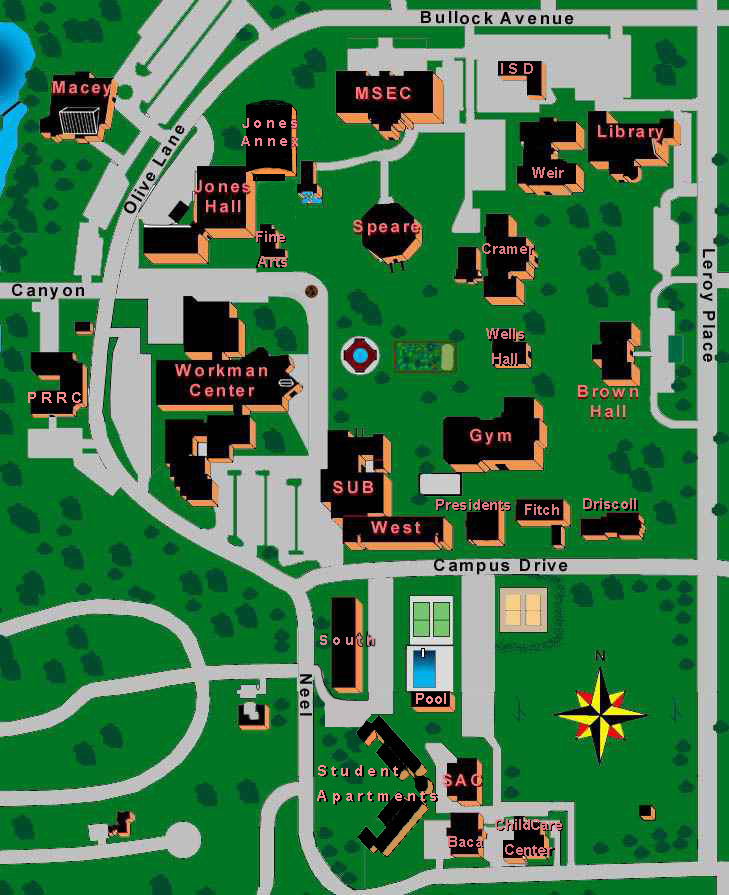 Bullock Avenue
ISD
Macey
MSEC
Jones
Annex
Library
Olive Lane
Weir
Jones
Hall
Speare
Fine
Arts
Cramer
Canyon
Leroy Place
Wells
Hall
Workman
Center
PRRC
Brown
Hall
Gym
SUB
Presidents
Fitch
Driscoll
West
Campus Drive
South
N
Neel
Pool
Student
Apartments
SAC
Baca
ChildCare
Center